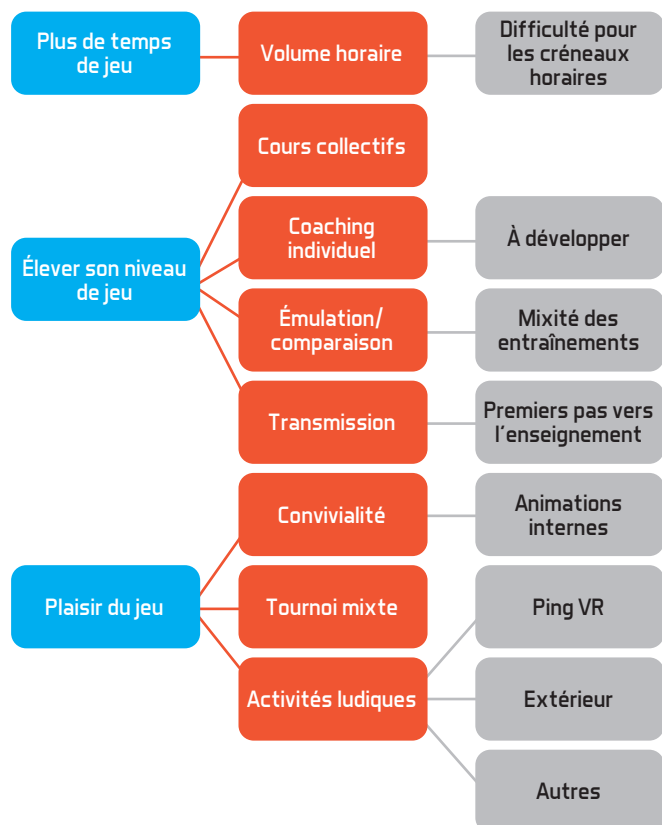 Plus de temps
de jeu
Volume horaire
Difficulté pour
les créneaux
horaires
Cours collectifs
Élever son niveau
de jeu
Coaching
individuel
À développer
Émulation/
comparaison
Mixité des
entraînements
Transmission
Premiers pas vers
l'enseignement
Plaisir du jeu
Convivialité
Animations
internes
Tournoi mixte
Activités ludiques
Ping VR
Extérieur
Autres